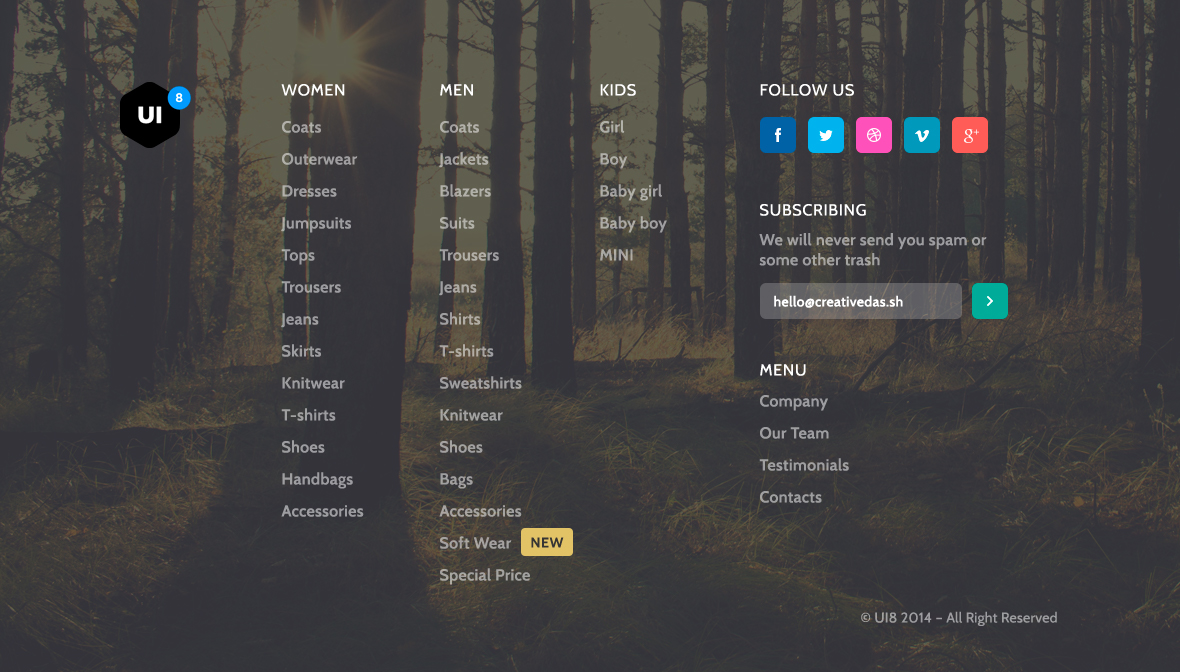 UI
8
WOMEN
Coats
Outerwear
Dresses
Jumpsuits
Tops
Trousers
Jeans
Skirts
Knitwear
T-shirts
Shoes
Handbags
Accessories
MEN
Coats
Jackets
Blazers
Suits
Trousers
Jeans
Shirts
T-shirts
Sweatshirts
Knitwear
Shoes
Bags
Accessories
Soft Wear NEW
Special Price
KIDS
Girl
Boy
Baby girl
Baby boy
MINI
FOLLOW US
SUBSCRIBING
We will never send you spam or
some other trash
hello@creativedas.sh
MENU
Company
Our Team
Testimonials
Contacts
© UI8 2014 – All Right Reserved